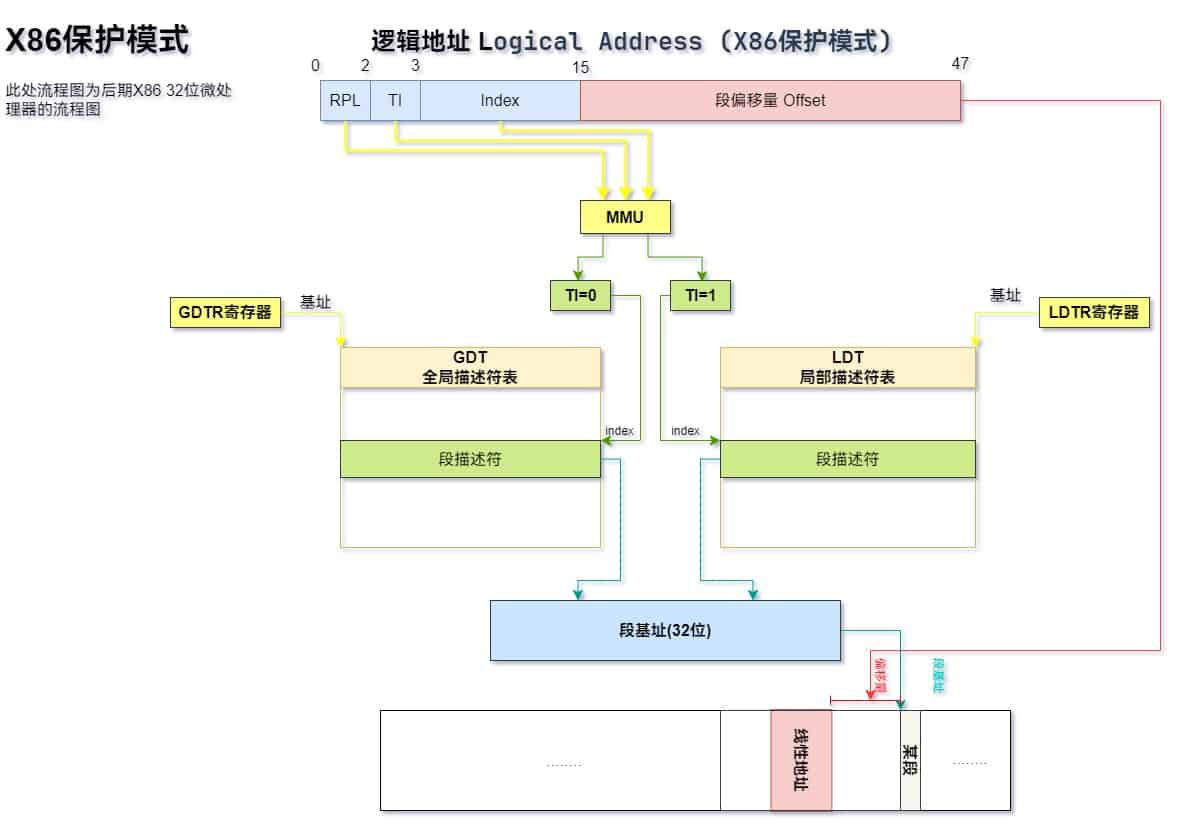 X86保护模式
此处流程图为后期X86 32位微处
理器的流程图
逻辑地址 Logical Address (X86保护模式)
0 2 3 15 47
RPL TI Index 段偏移量 Offset
MMU
TI=0 TI=1
GDTR寄存器 基址 基址 LDTR寄存器
GDT
全局描述符表
LDT
局部描述符表
index index
段描述符 段描述符
段基址(32位)
偏移量 段基址
........ 线性地址 某段 ........